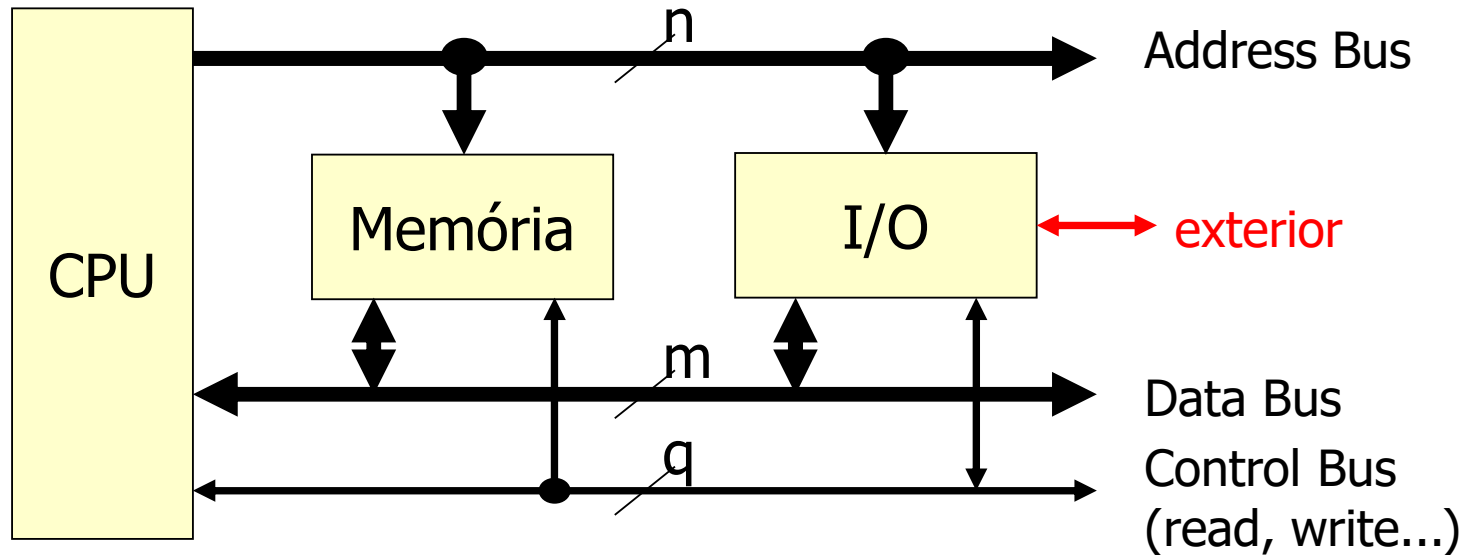 n
Address Bus
Memória
I/O
exterior
CPU
m
Data Bus
q
Control Bus
(read, write...)